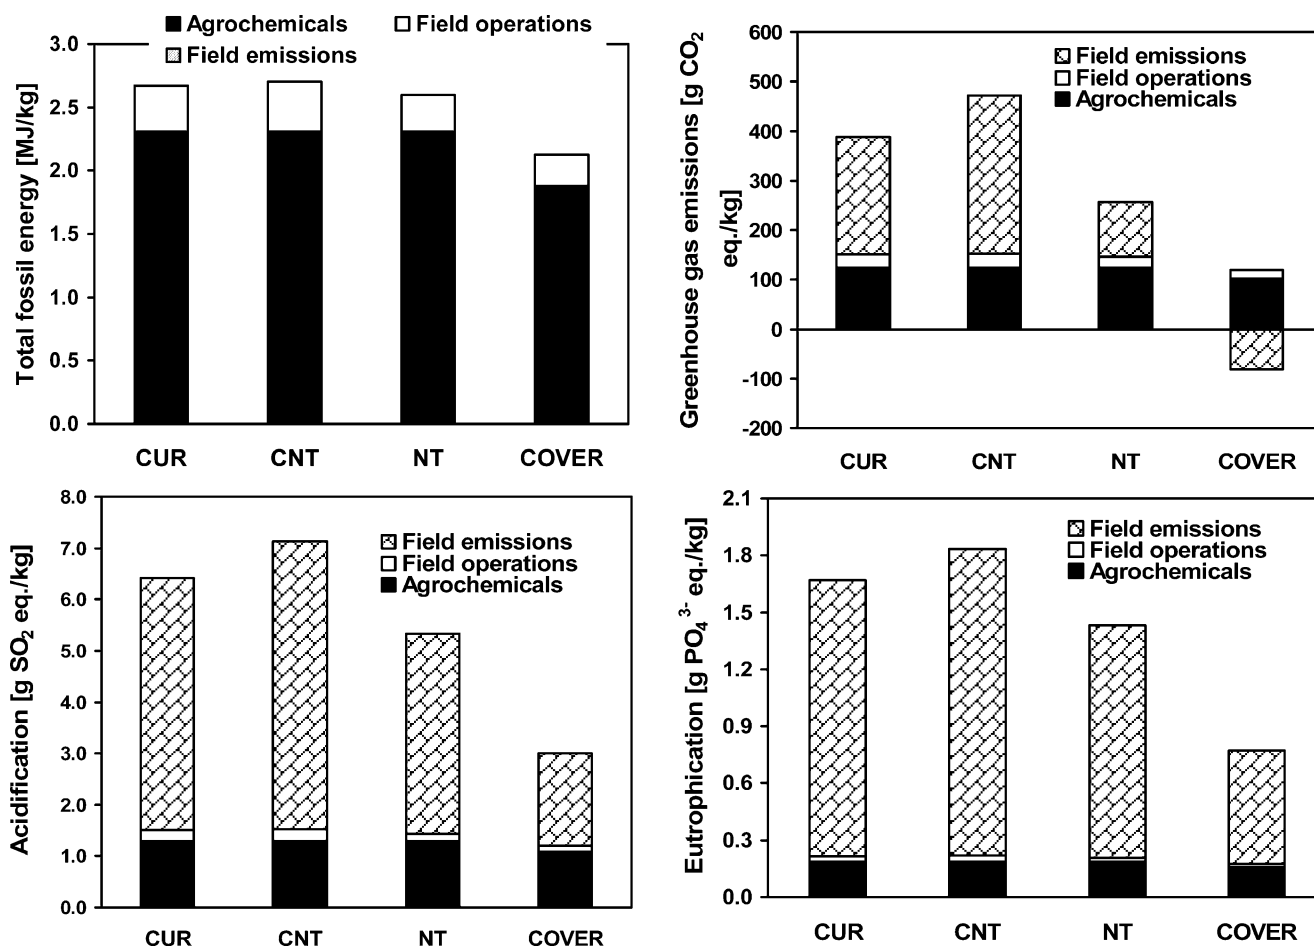 Agrochemicals Field operations
Field emissions
Total fossil energy [MJ/kg]
3.0
2.5
2.0
1.5
1.0
0.5
0.0
CUR CNT NT COVER
Greenhouse gas emissions [g CO2
eq./kg]
600
500
400
300
200
100
0
-100
-200
Field emissions
Field operations
Agrochemicals
CUR CNT NT COVER
Acidification [g SO2 eq./kg]
8.0
7.0
6.0
5.0
4.0
3.0
2.0
1.0
0.0
Field emissions
Field operations
Agrochemicals
CUR CNT NT COVER
Eutrophication [g PO4 3- eq./kg]
2.1
1.8
1.5
1.2
0.9
0.6
0.3
0.0
Field emissions
Field operations
Agrochemicals
CUR CNT NT COVER